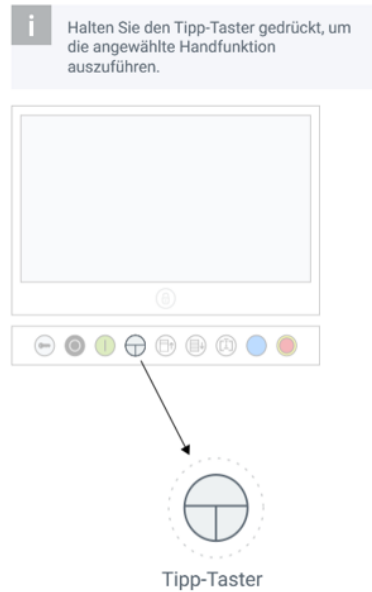 i
Halten Sie den Tipp-Taster gedrückt, um
die angewählte Handfunktion
auszuführen.
Tipp-Taster